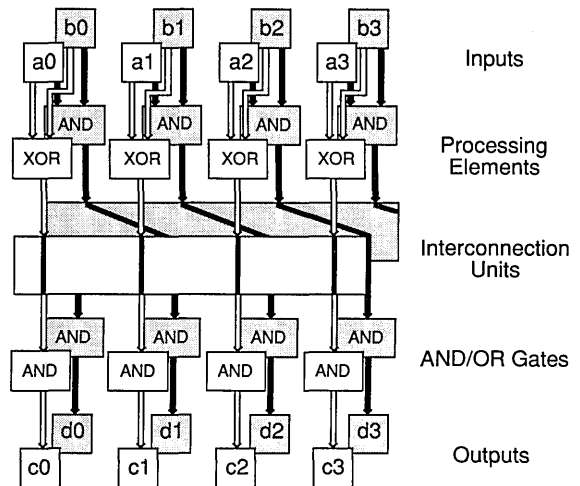 b0 b1 b2 b3
a0 a1 a2 a3 Inputs
AND AND AND AND
XOR XOR XOR XOR Processing
Elements
Interconnection
Units
AND AND AND AND
AND AND AND AND AND/OR Gates
d0 d1 d2 d3
c0 c1 c2 c3 Outputs